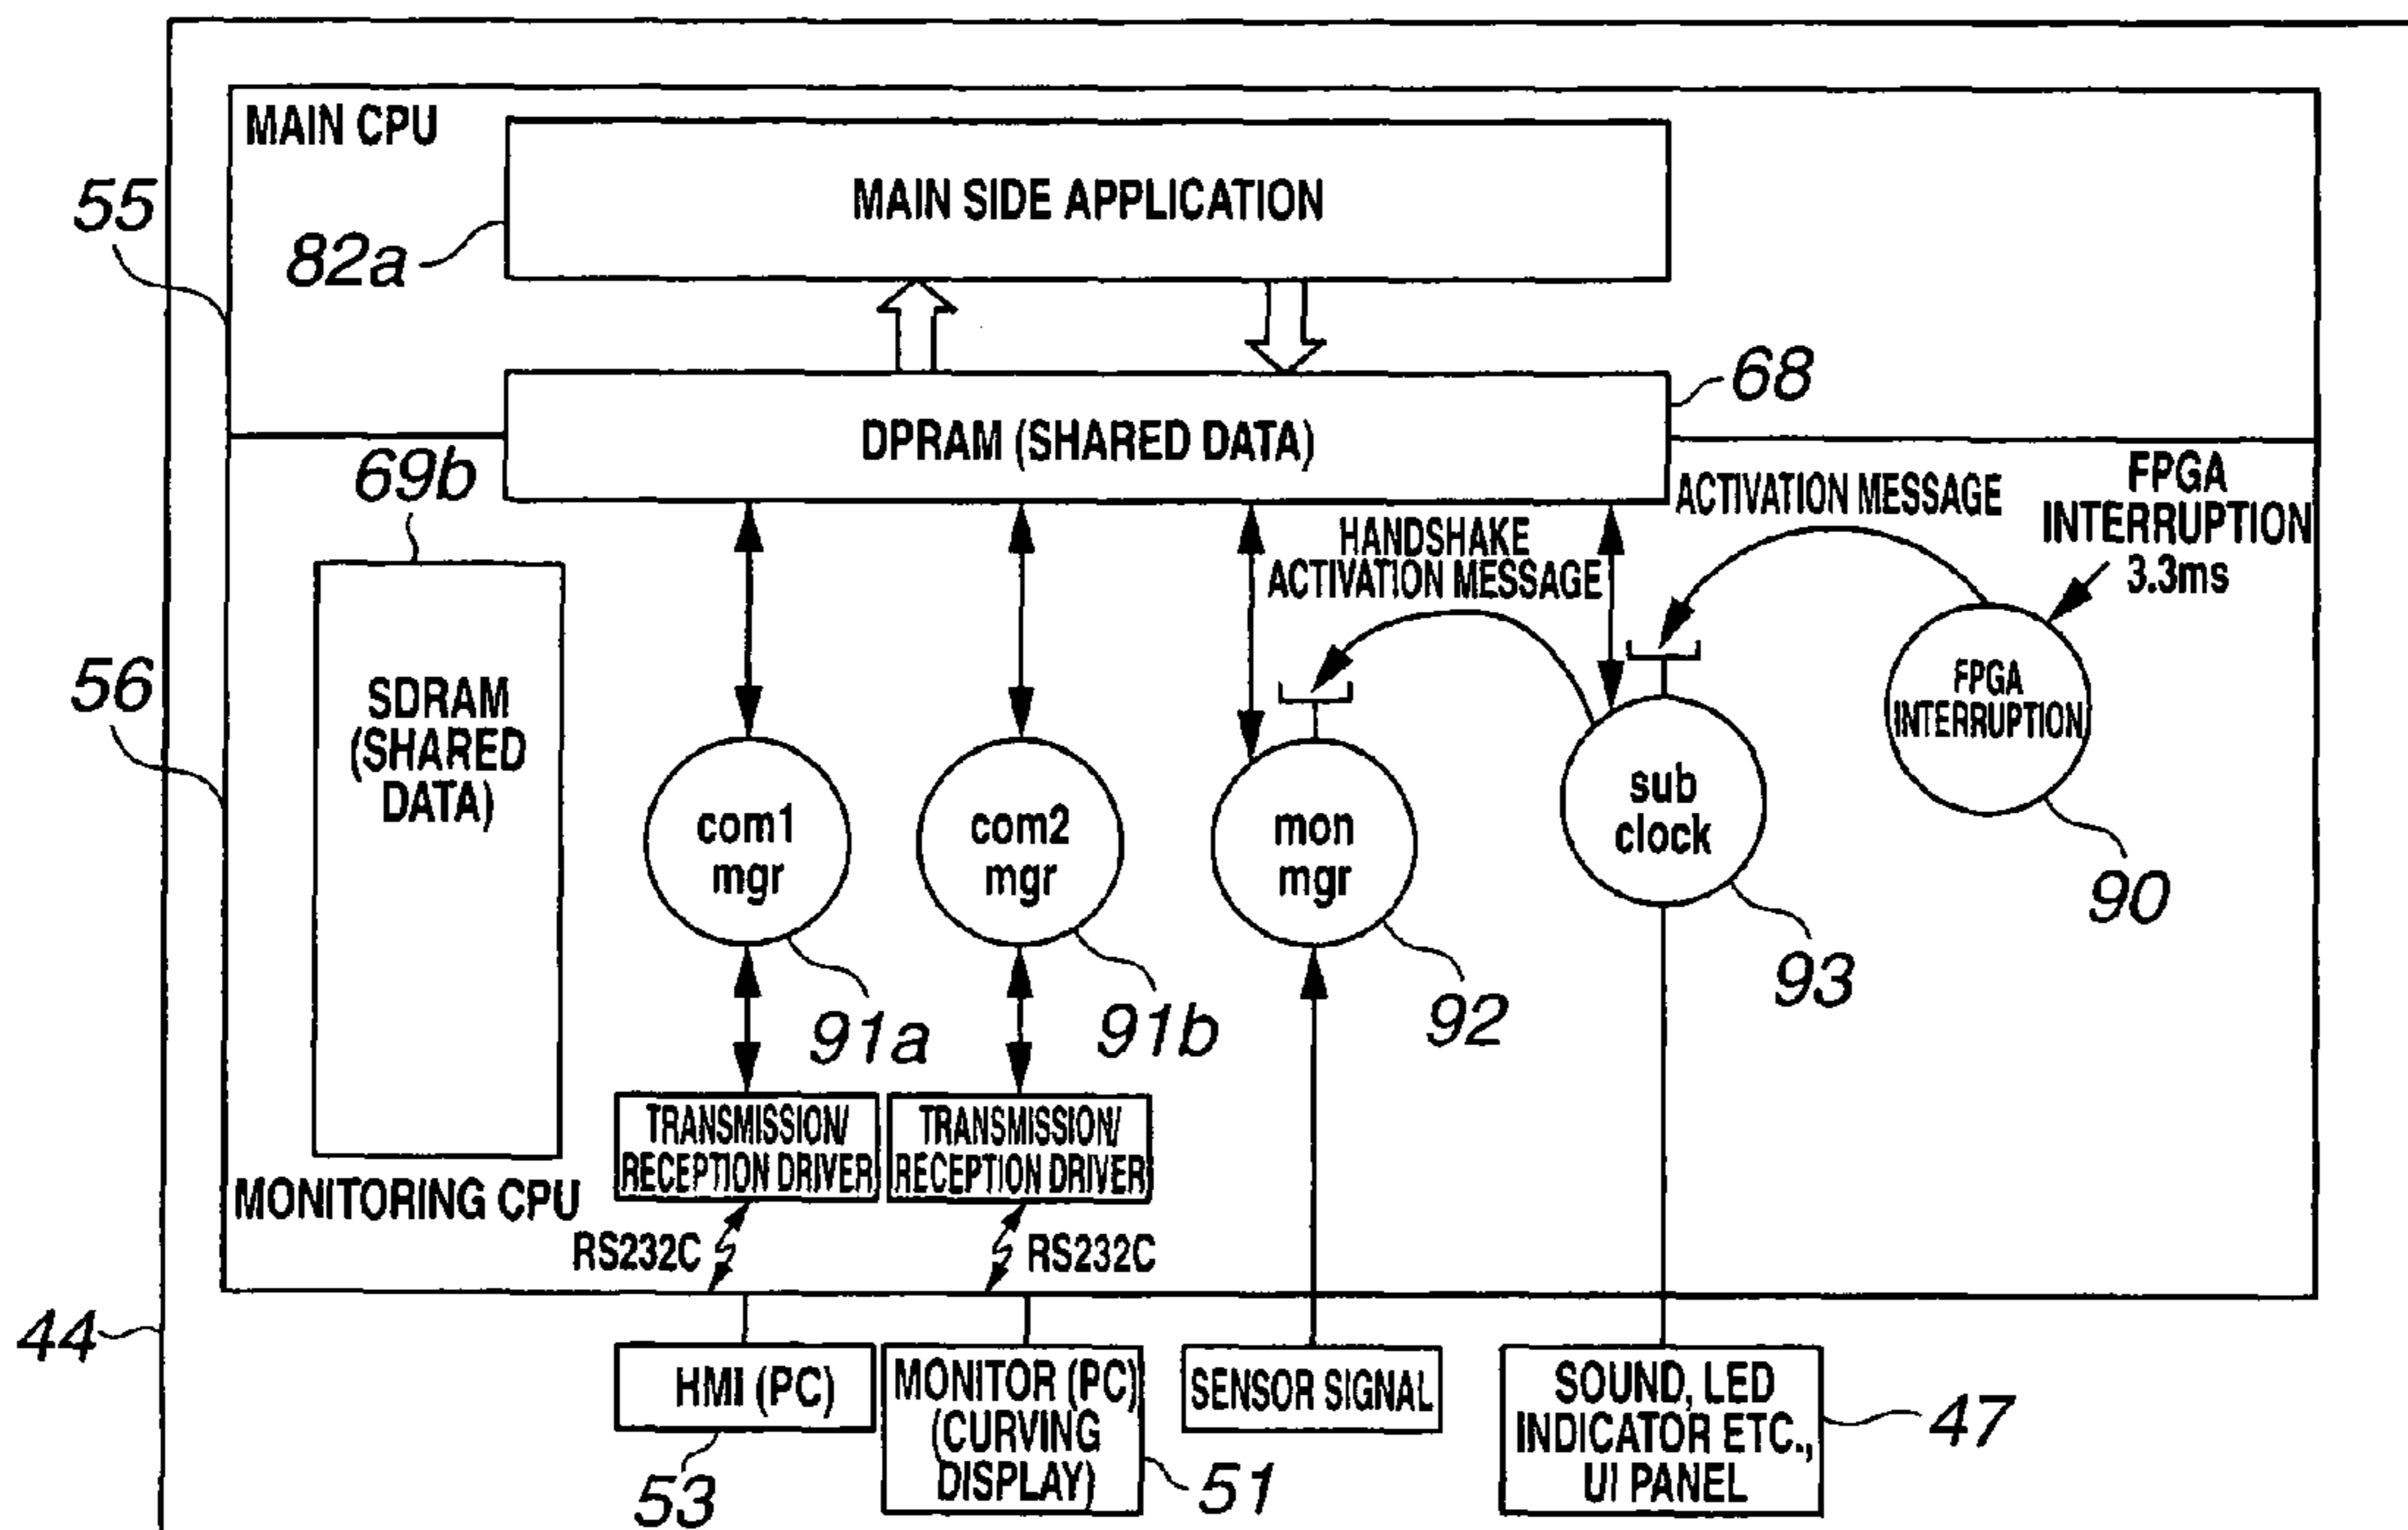 MAIN CPU
MAIN SIDE APPLICATION
55
82a
68
DPRAM (SHARED DATA)
69b
ACTIVATION MESSAGE
FPGA
INTERRUPTION
3.3ms
HANDSHAKE
ACTIVATION MESSAGE
56
SDRAM
(SHARED
DATA)
FPGA
INTERRUPTION
com1
mgr
com2
mgr
mon
mgr
sub
clock
90
93
91a
91b
92
TRANSMISSION/
RECEPTION DRIVER
TRANSMISSION/
RECEPTION DRIVER
MONITORING CPU
RS232C
RS232C
44
HMI (PC)
MONITOR (PC)
(CURVING
DISPLAY)
SENSOR SIGNAL
SOUND, LED
INDICATOR ETC.,
UI PANEL
47
53
51